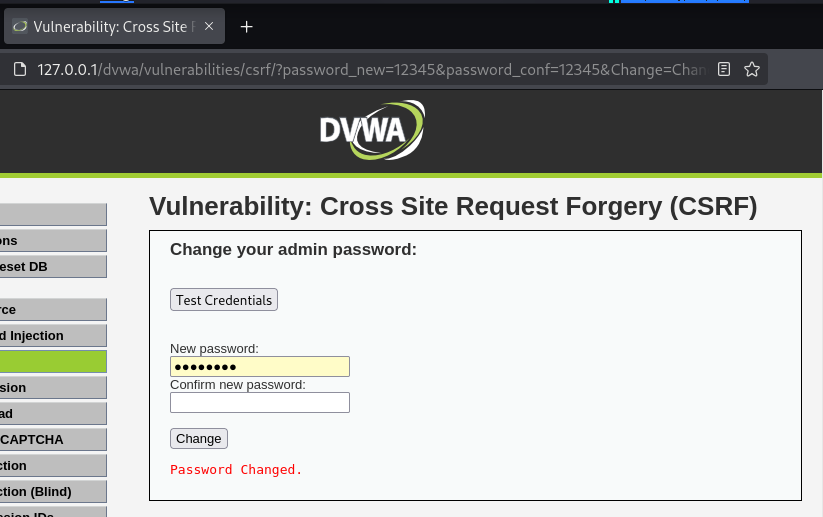 Vulnerability: Cross Site
127.0.0.1/dvwa/vulnerabilities/csrf/?password_new=12345&password_conf=12345&Change=Chan
DVWA
Vulnerability: Cross Site Request Forgery (CSRF)
ons
eset DB
rce
d Injection
sion
ad
CAPTCHA
ction
ction (Blind)
Change your admin password:
Test Credentials
New password:
●●●●●●●●
Confirm new password:
Change
Password Changed.